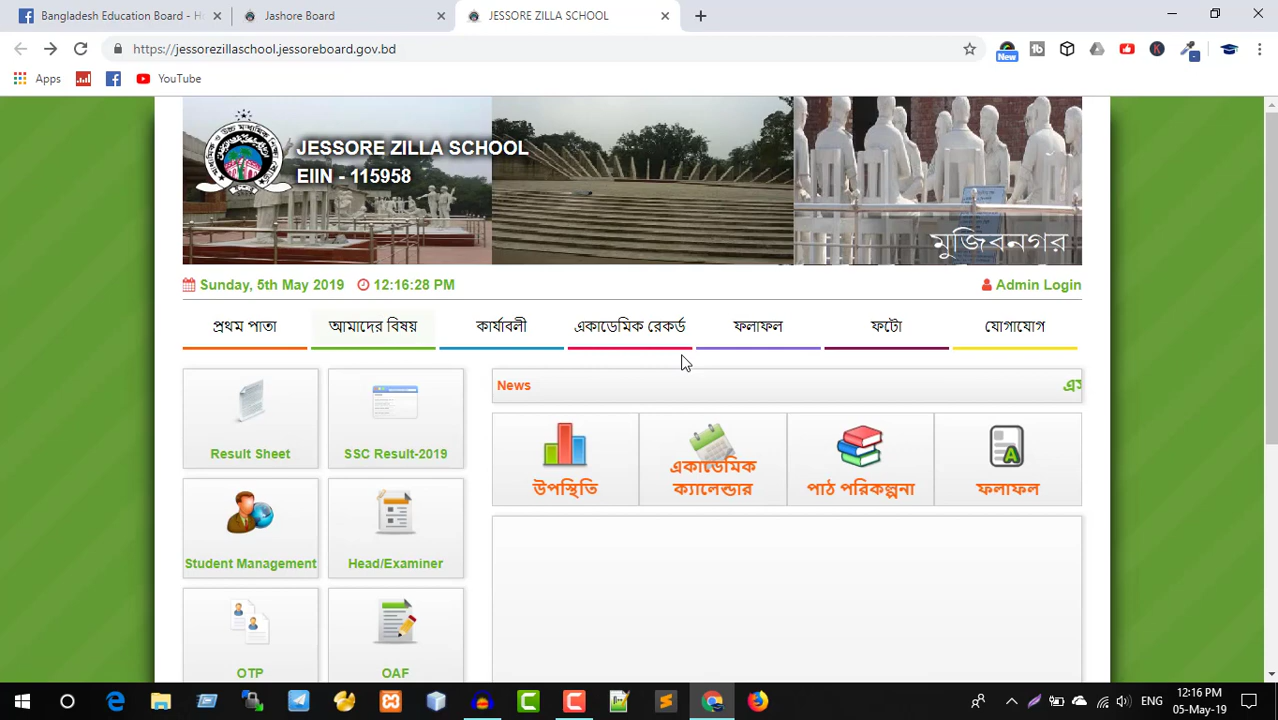 Bangladesh Education Board - H
Jashore Board
JESSORE ZILLA SCHOOL
https://jessorezillaschool.jessoreboard.gov.bd
New
Apps
YouTube
JESSORE ZILLA SCHOOL
EIIN - 115958
মুজিবনগর
Sunday, 5th May 2019
12:16:28 PM
Admin Login
প্রথম পাতা
আমাদের বিষয়
কার্যাবলী
একাডেমিক রেকর্ড
ফলাফল
ফটো
যোগাযোগ
Result Sheet
SSC Result-2019
News
উপস্থিতি
একাডেমিক
ক্যালেন্ডার
পাঠ পরিকল্পনা
ফলাফল
Student Management
Head/Examiner
OTP
OAF
ENG
12:16 PM
05-May-19